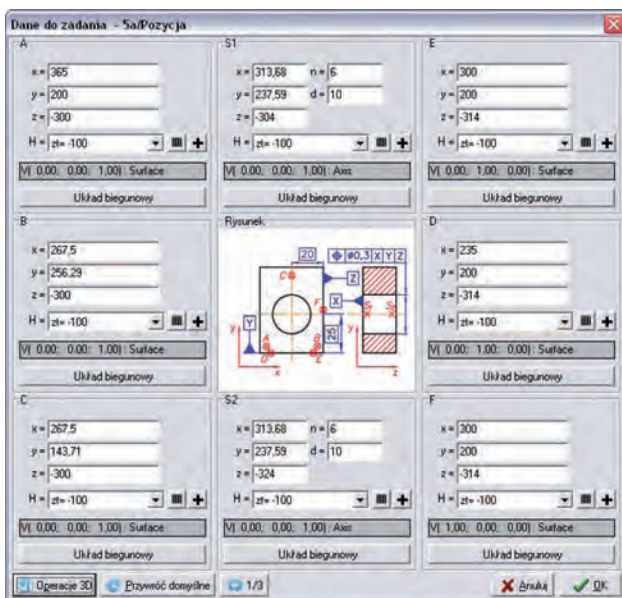 Dane do zadania - 5a/Pozycja
A
x= 365
y= 200
z= -300
H= zt= -100
V( 0,00; 0,00; 1,00) : Surface
Układ biegunowy
S1
x= 313,68 n= 6
y= 237,59 d= 10
z= -304
H= zt= -100
V( 0,00; 0,00; 1,00) : Axis
Układ biegunowy
E
x= 300
y= 200
z= -314
H= zt= -100
V( 0,00; 1,00; 0,00) : Surface
Układ biegunowy
B
x= 267,5
y= 256,29
z= -300
H= zt= -100
V( 0,00; 0,00; 1,00) : Surface
Układ biegunowy
Rysunek
20 ⌖ ø0,3 X Y Z
C Z
F X
Y 25
A B
D E
y x y z
D
x= 235
y= 200
z= -314
H= zt= -100
V( 0,00; 1,00; 0,00) : Surface
Układ biegunowy
C
x= 267,5
y= 143,71
z= -300
H= zt= -100
V( 0,00; 0,00; 1,00) : Surface
Układ biegunowy
S2
x= 313,68 n= 6
y= 237,59 d= 10
z= -324
H= zt= -100
V( 0,00; 0,00; 1,00) : Axis
Układ biegunowy
F
x= 300
y= 200
z= -314
H= zt= -100
V( 1,00; 0,00; 0,00) : Surface
Układ biegunowy
Operacje 3D Przywróć domyślne 1/3 Anuluj OK